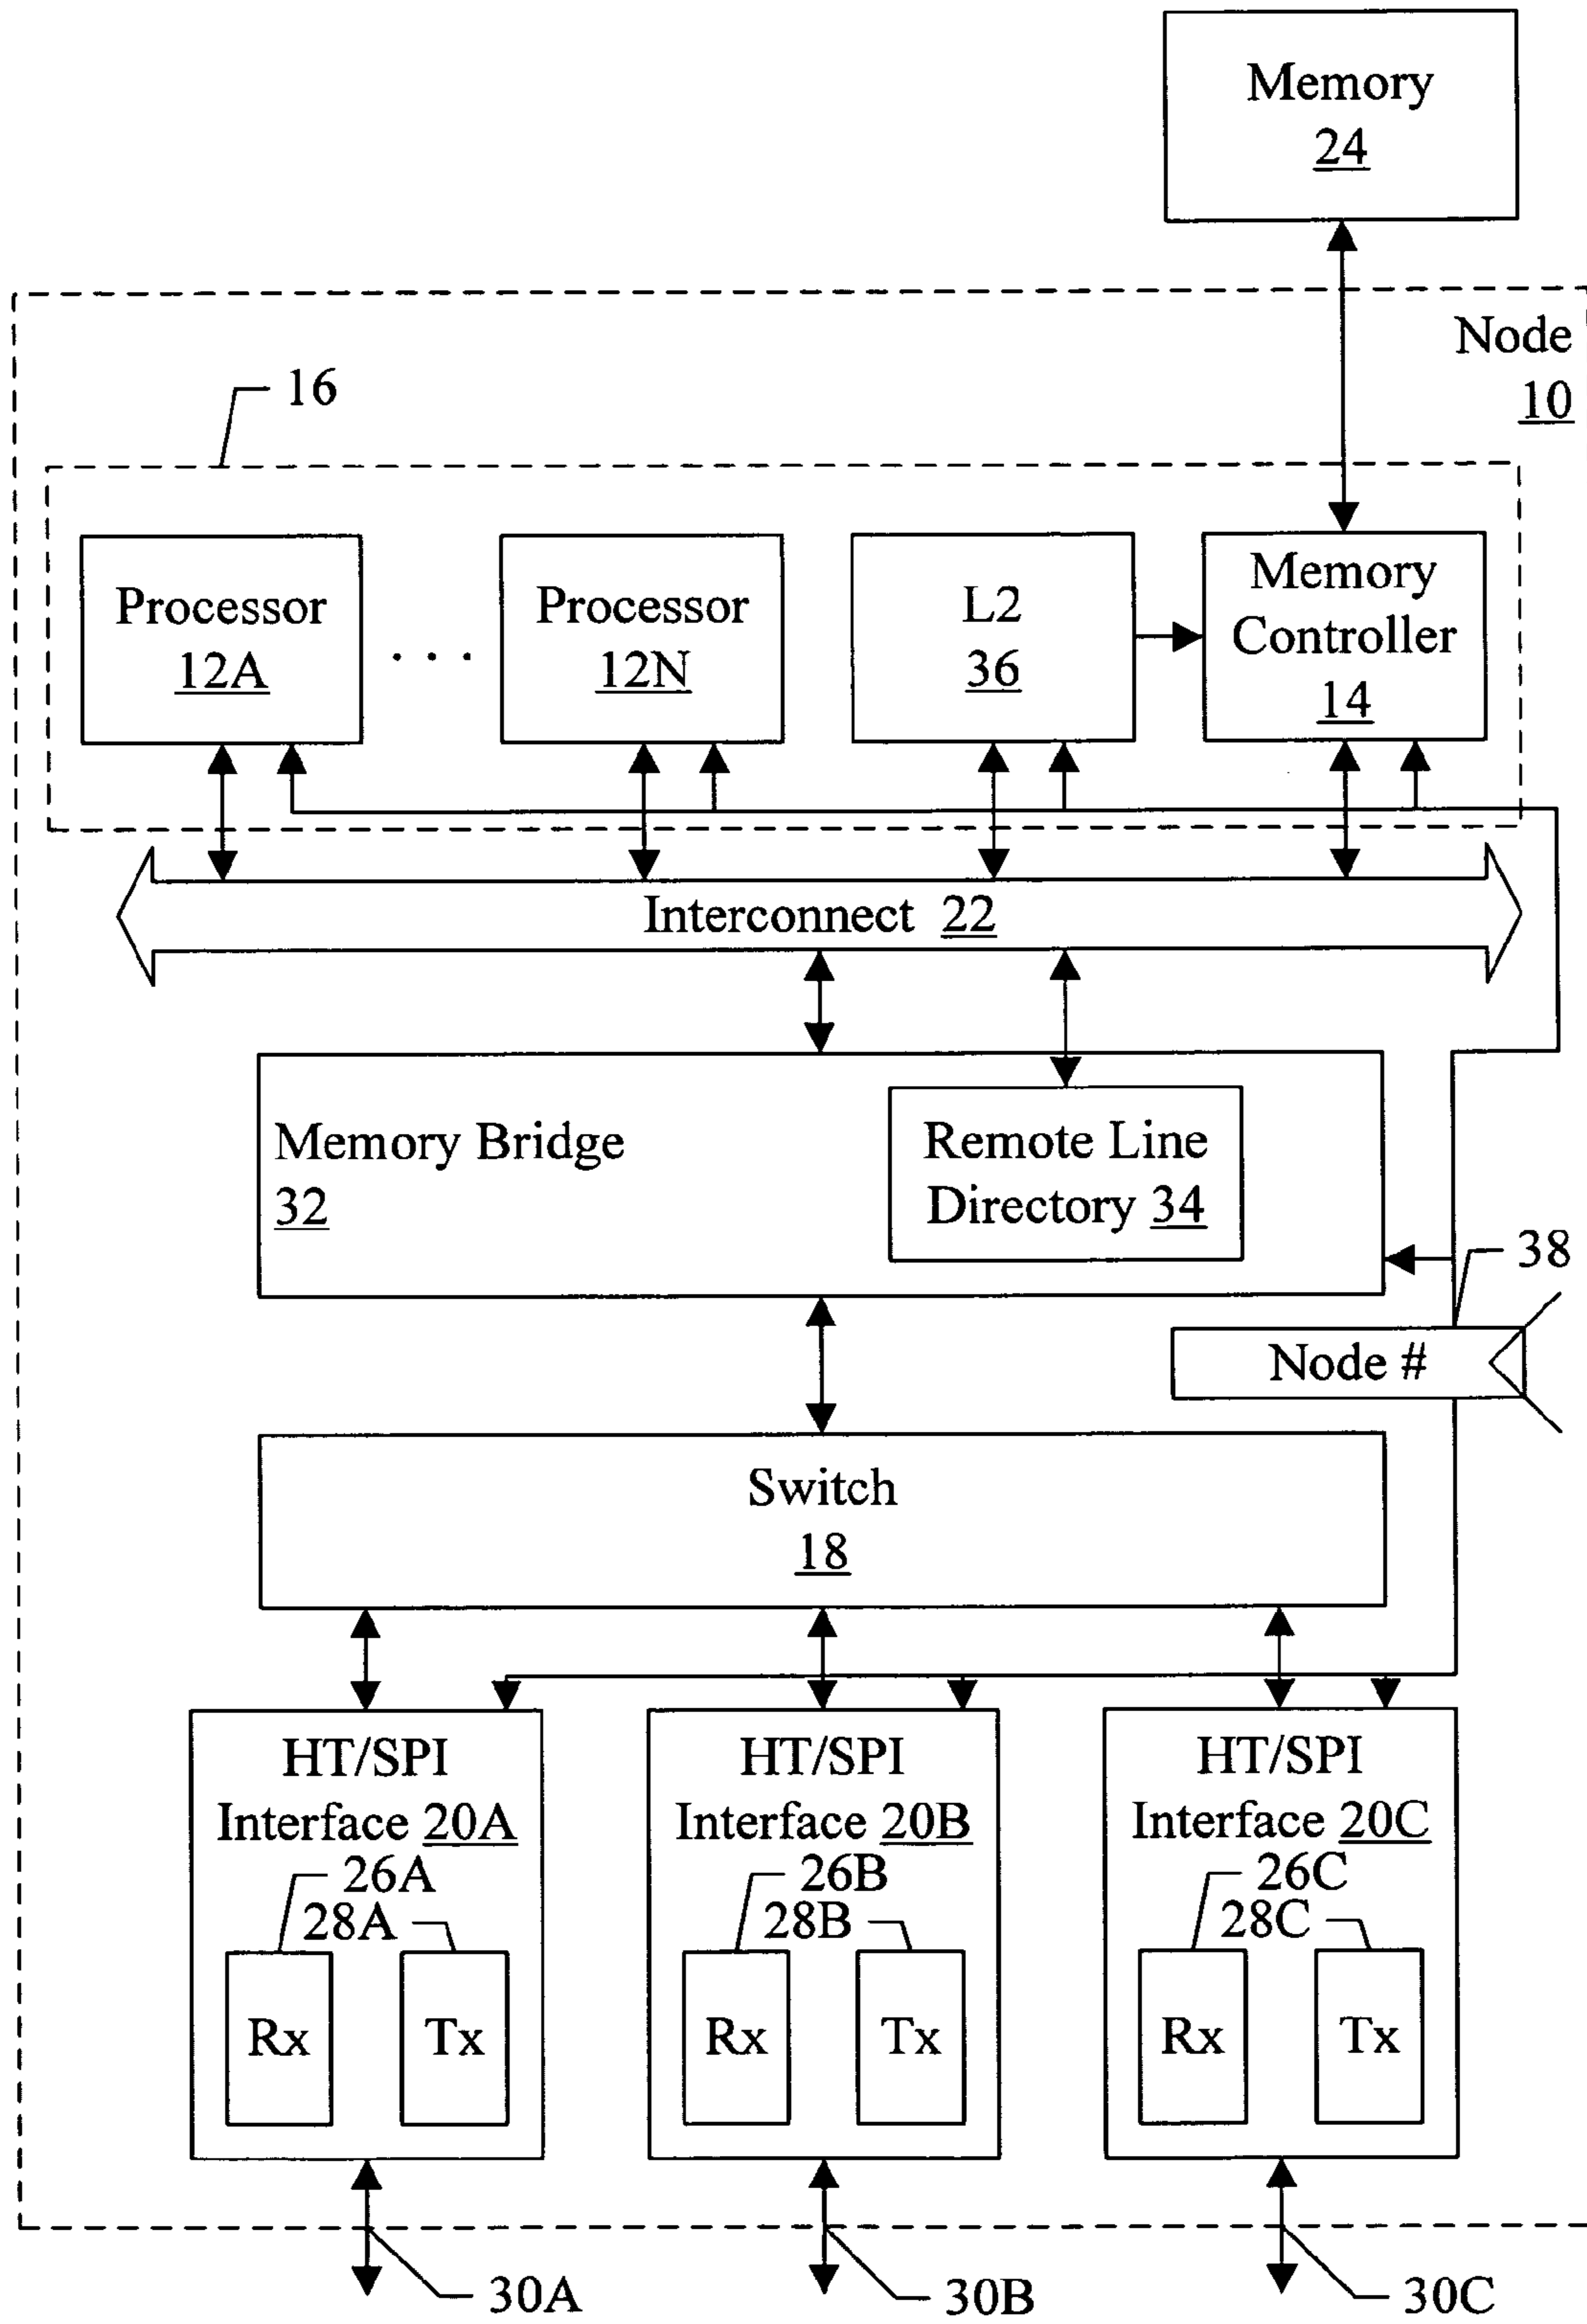 Memory
24
Node
10
16
Processor
12A
. . .
Processor
12N
L2
36
Memory
Controller
14
Interconnect 22
Memory Bridge
32
Remote Line
Directory 34
38
Node #
Switch
18
HT/SPI
Interface 20A
26A
28A
Rx
Tx
HT/SPI
Interface 20B
26B
28B
Rx
Tx
HT/SPI
Interface 20C
26C
28C
Rx
Tx
30A
30B
30C